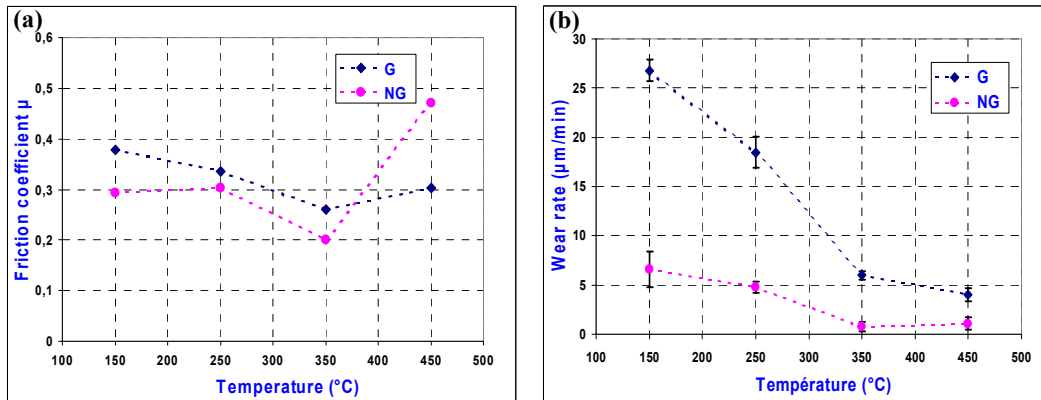 (a)
0,6
0,5
0,4
0,3
0,2
0,1
0
100 150 200 250 300 350 400 450 500
Friction coefficient µ
Temperature (°C)
G
NG
(b)
30
25
20
15
10
5
0
100 150 200 250 300 350 400 450 500
Wear rate (µm/min)
Température (°C)
G
NG